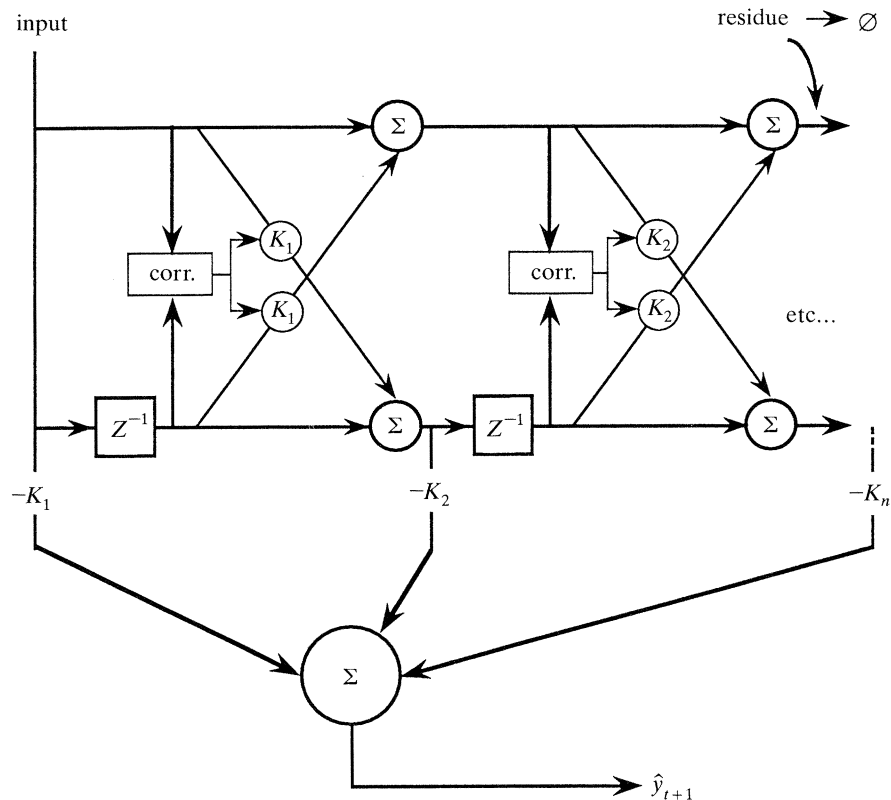 input
residue → ∅
Σ
Σ
K₁
K₂
corr.
corr.
K₁
K₂
etc...
Z⁻¹
Σ
Z⁻¹
Σ
−K₁
−K₂
−Kₙ
Σ
ŷₜ₊₁